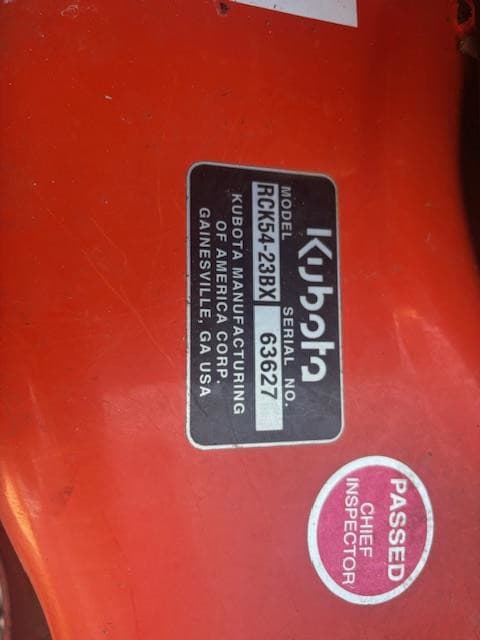 Kubota
MODEL SERIAL NO.
RCK54-23BX 63627
KUBOTA MANUFACTURING
OF AMERICA CORP.
GAINESVILLE, GA USA
PASSED
CHIEF
INSPECTOR